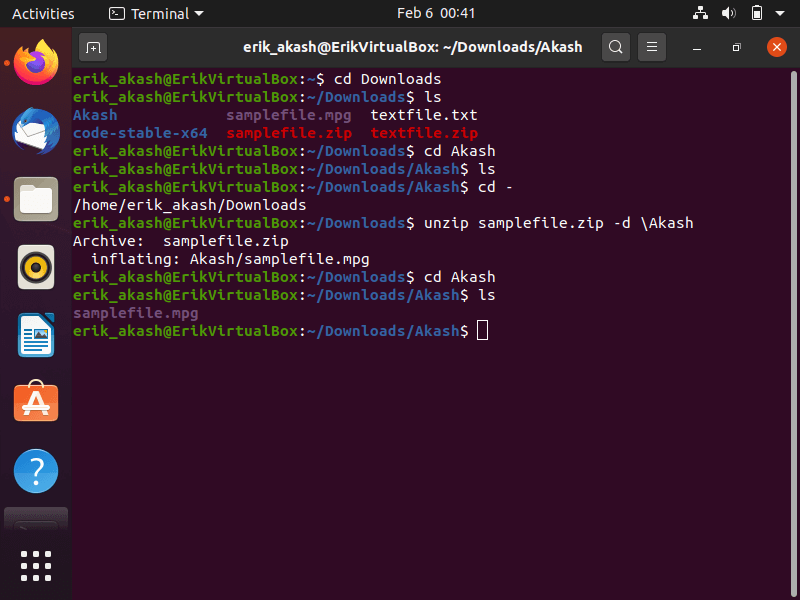 Activities Terminal Feb 6 00:41
erik_akash@ErikVirtualBox: ~/Downloads/Akash
erik_akash@ErikVirtualBox:~$ cd Downloads
erik_akash@ErikVirtualBox:~/Downloads$ ls
Akash samplefile.mpg textfile.txt
code-stable-x64 samplefile.zip textfile.zip
erik_akash@ErikVirtualBox:~/Downloads$ cd Akash
erik_akash@ErikVirtualBox:~/Downloads/Akash$ ls
erik_akash@ErikVirtualBox:~/Downloads/Akash$ cd -
/home/erik_akash/Downloads
erik_akash@ErikVirtualBox:~/Downloads$ unzip samplefile.zip -d \Akash
Archive:  samplefile.zip
  inflating: Akash/samplefile.mpg
erik_akash@ErikVirtualBox:~/Downloads$ cd Akash
erik_akash@ErikVirtualBox:~/Downloads/Akash$ ls
samplefile.mpg
erik_akash@ErikVirtualBox:~/Downloads/Akash$